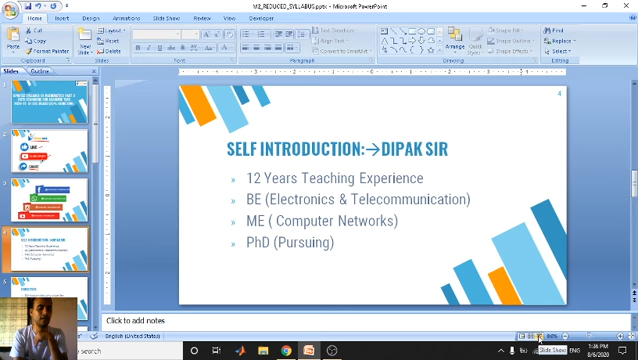 M2_REDUCED_SYLLABUS.pptx - Microsoft PowerPoint
Home Insert Design Animations Slide Show Review View Developer
Cut
Copy
Format Painter
Paste
Clipboard
New Slide
Layout
Reset
Delete
Slides
Font
Paragraph
Text Direction
Align Text
Convert to SmartArt
Arrange
Quick Styles
Shape Fill
Shape Outline
Shape Effects
Drawing
Find
Replace
Select
Editing
Slides Outline
4
SELF INTRODUCTION:→DIPAK SIR
» 12 Years Teaching Experience
» BE (Electronics & Telecommunication)
» ME ( Computer Networks)
» PhD (Pursuing)
LIKE
SHARE
Click to add notes
English (United States)
Slide Show
search
ENG
1:36 PM
8/6/2020